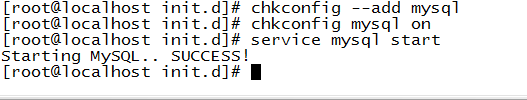 [root@localhost init.d]# chkconfig --add mysql
[root@localhost init.d]# chkconfig mysql on
[root@localhost init.d]# service mysql start
Starting MySQL.. SUCCESS!
[root@localhost init.d]#